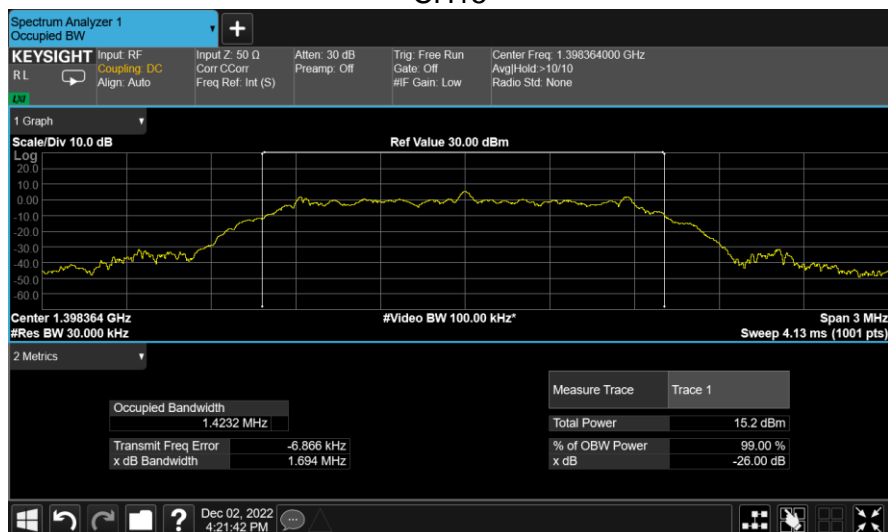 Spectrum Analyzer 1
Occupied BW
+
KEYSIGHT Input: RF Input Z: 50 Ω Atten: 30 dB Trig: Free Run Center Freq: 1.398364000 GHz
RL Coupling: DC Corr CCorr Preamp: Off Gate: Off Avg|Hold:>10/10
Align: Auto Freq Ref: Int (S) #IF Gain: Low Radio Std: None
LXI
1 Graph
Scale/Div 10.0 dB Ref Value 30.00 dBm
Log
20.0
10.0
0.00
-10.0
-20.0
-30.0
-40.0
-50.0
-60.0
Center 1.398364 GHz #Video BW 100.00 kHz* Span 3 MHz
#Res BW 30.000 kHz Sweep 4.13 ms (1001 pts)
2 Metrics
Measure Trace Trace 1
Occupied Bandwidth
1.4232 MHz Total Power 15.2 dBm
Transmit Freq Error -6.866 kHz % of OBW Power 99.00 %
x dB Bandwidth 1.694 MHz x dB -26.00 dB
? Dec 02, 2022
4:21:42 PM